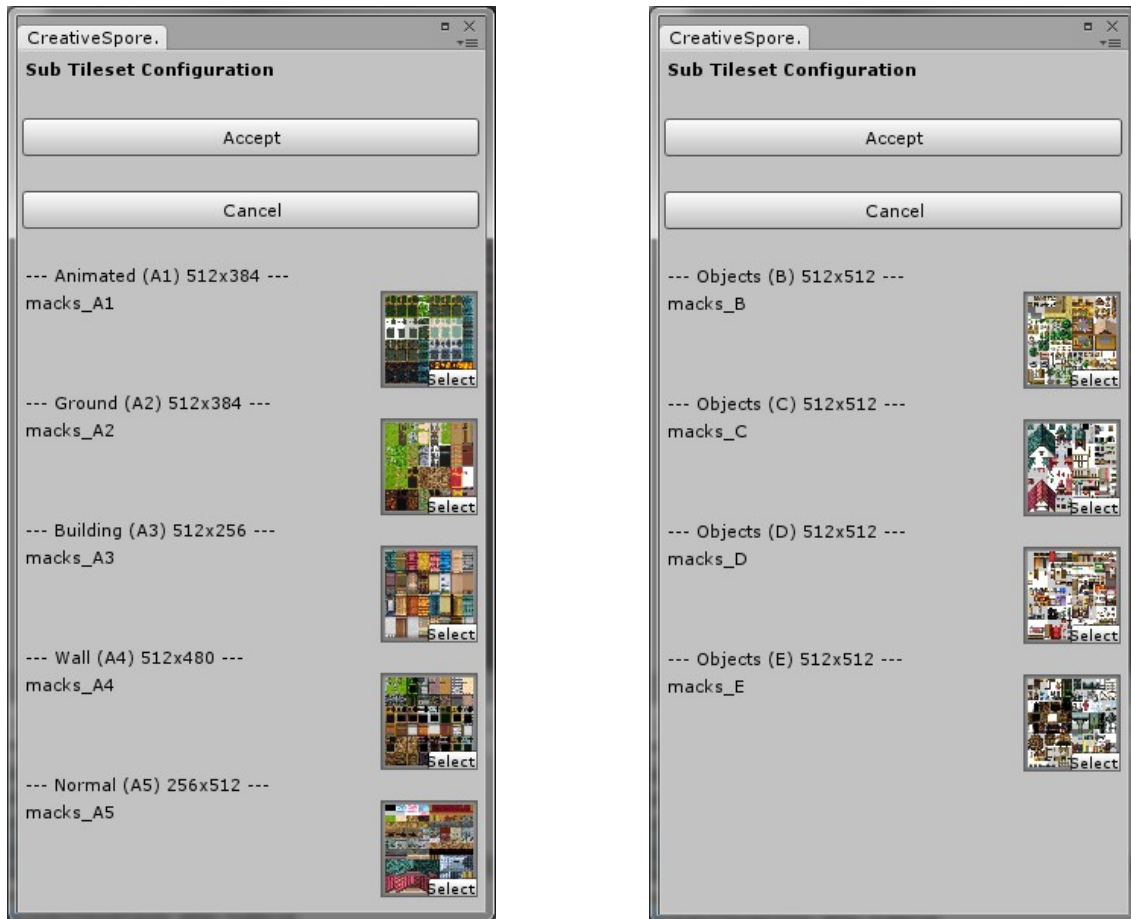 CreativeSpore.
Sub Tileset Configuration
Accept
Cancel
--- Animated (A1) 512x384 ---
macks_A1
Select
--- Ground (A2) 512x384 ---
macks_A2
Select
--- Building (A3) 512x256 ---
macks_A3
Select
--- Wall (A4) 512x480 ---
macks_A4
Select
--- Normal (A5) 256x512 ---
macks_A5
Select
CreativeSpore.
Sub Tileset Configuration
Accept
Cancel
--- Objects (B) 512x512 ---
macks_B
Select
--- Objects (C) 512x512 ---
macks_C
Select
--- Objects (D) 512x512 ---
macks_D
Select
--- Objects (E) 512x512 ---
macks_E
Select